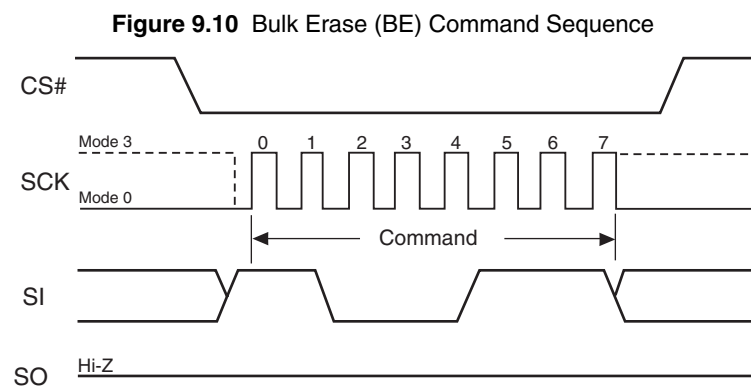 Figure 9.10 Bulk Erase (BE) Command Sequence
CS#
Mode 3
0 1 2 3 4 5 6 7
SCK
Mode 0
Command
SI
Hi-Z
SO